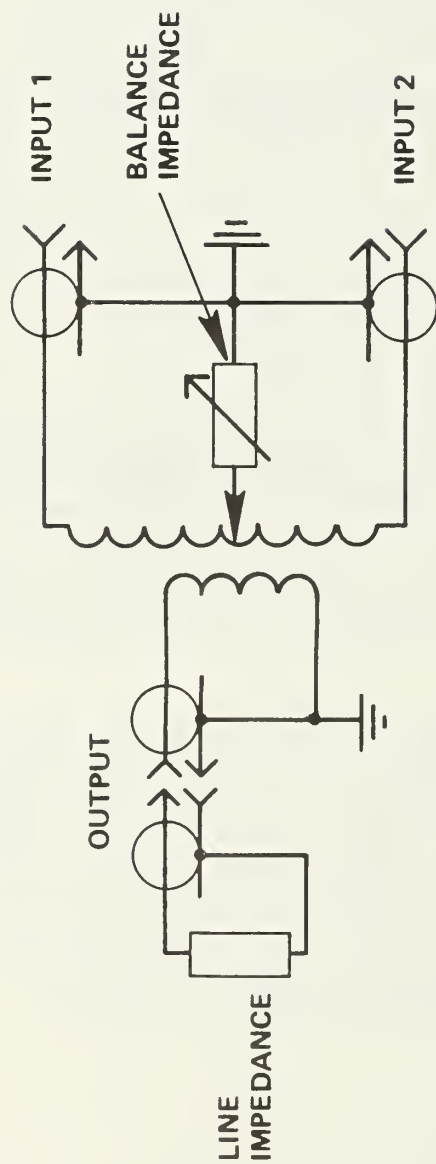 INPUT 1
BALANCE
IMPEDANCE
INPUT 2
OUTPUT
LINE
IMPEDANCE